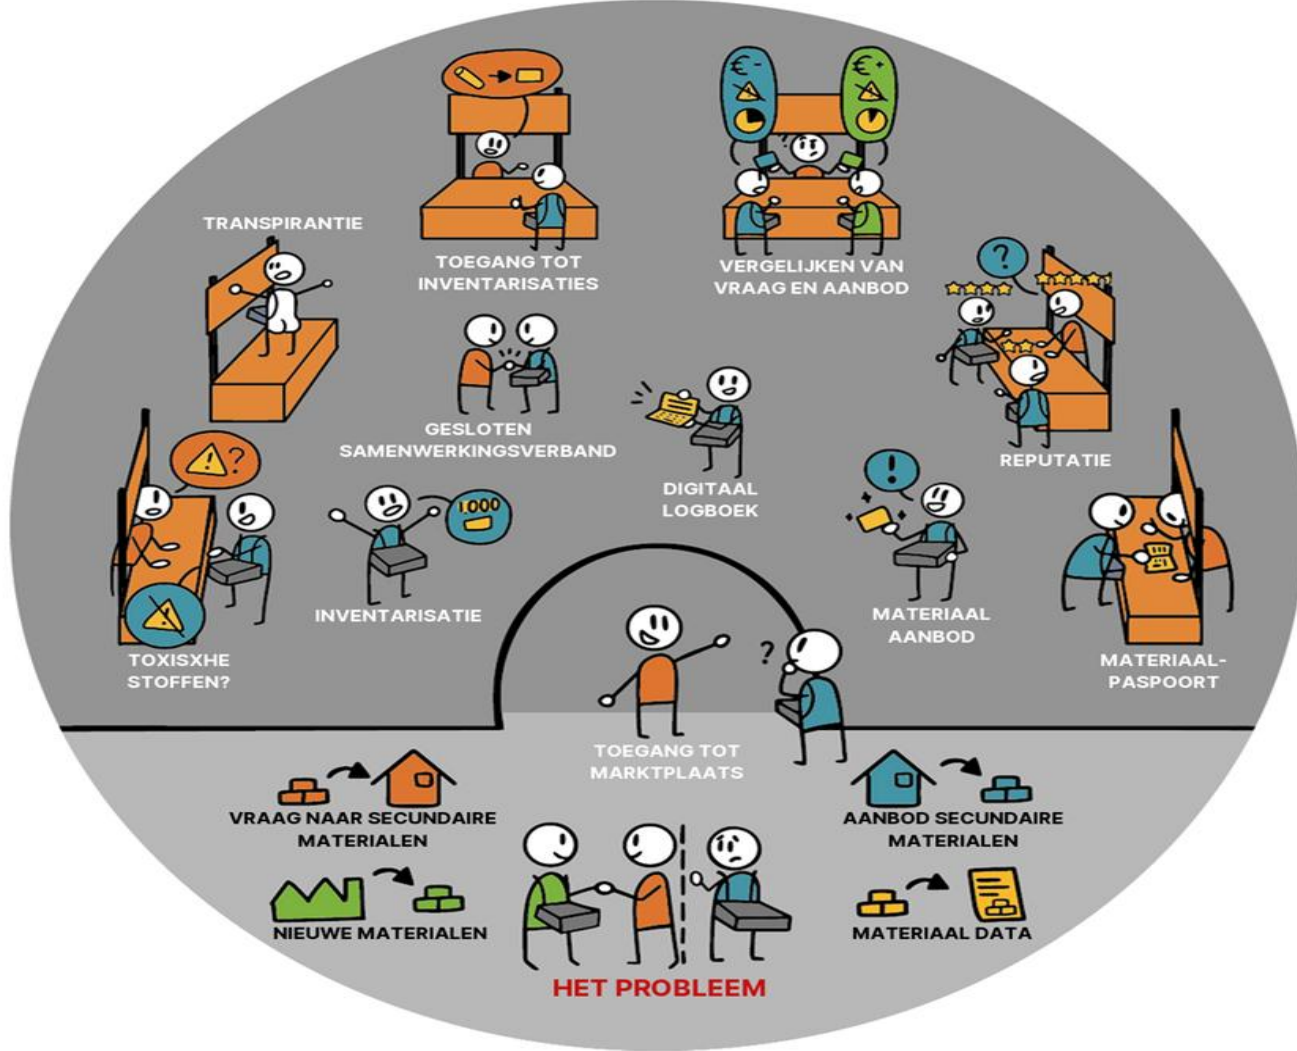 €-
€+
TRANSPIRANTIE
TOEGANG TOT
INVENTARISATIES
VERGELIJKEN VAN
VRAAG EN AANBOD
?
GESLOTEN
SAMENWERKINGSVERBAND
DIGITAAL
LOGBOEK
REPUTATIE
!?
!
1.000
INVENTARISATIE
MATERIAAL
AANBOD
TOXISXHE
STOFFEN?
MATERIAAL-
PASPOORT
?
TOEGANG TOT
MARKTPLAATS
VRAAG NAAR SECUNDAIRE
MATERIALEN
AANBOD SECUNDAIRE
MATERIALEN
NIEUWE MATERIALEN
MATERIAAL DATA
HET PROBLEEM